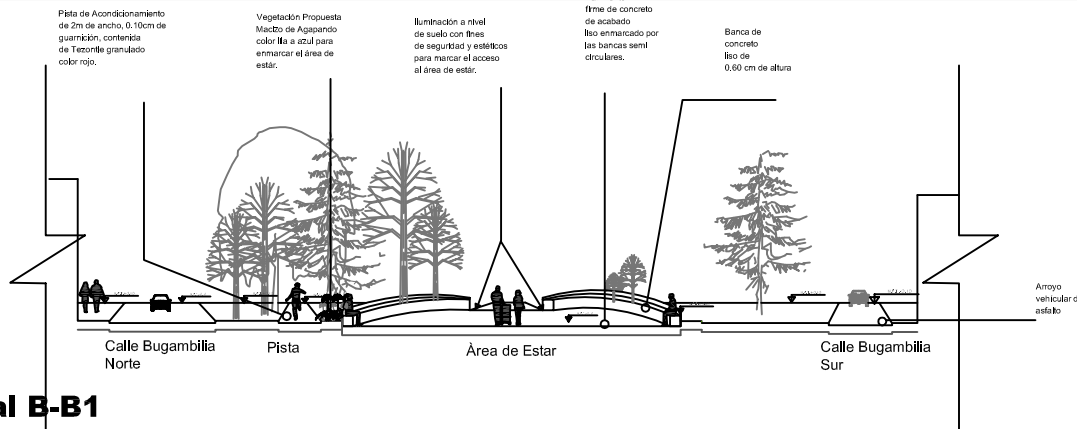 Pista de Acondicionamiento
de 2m de ancho, 0.10cm de
guarnición, contenida
de Tezontle granulado
color rojo.
Vegetación Propuesta
Macizo de Agapando
color lila a azul para
enmarcar el área de
estár.
Iluminación a nivel
de suelo con fines
de seguridad y estéticos
para marcar el acceso
al área de estár.
firme de concreto
de acabado
liso enmarcado por
las bancas semi
circulares.
Banca de
concreto
liso de
0.60 cm de altura
Arroyo
vehicular d
asfalto
Calle Bugambilia
Norte
Pista
Àrea de Estar
Calle Bugambilia
Sur
al B-B1